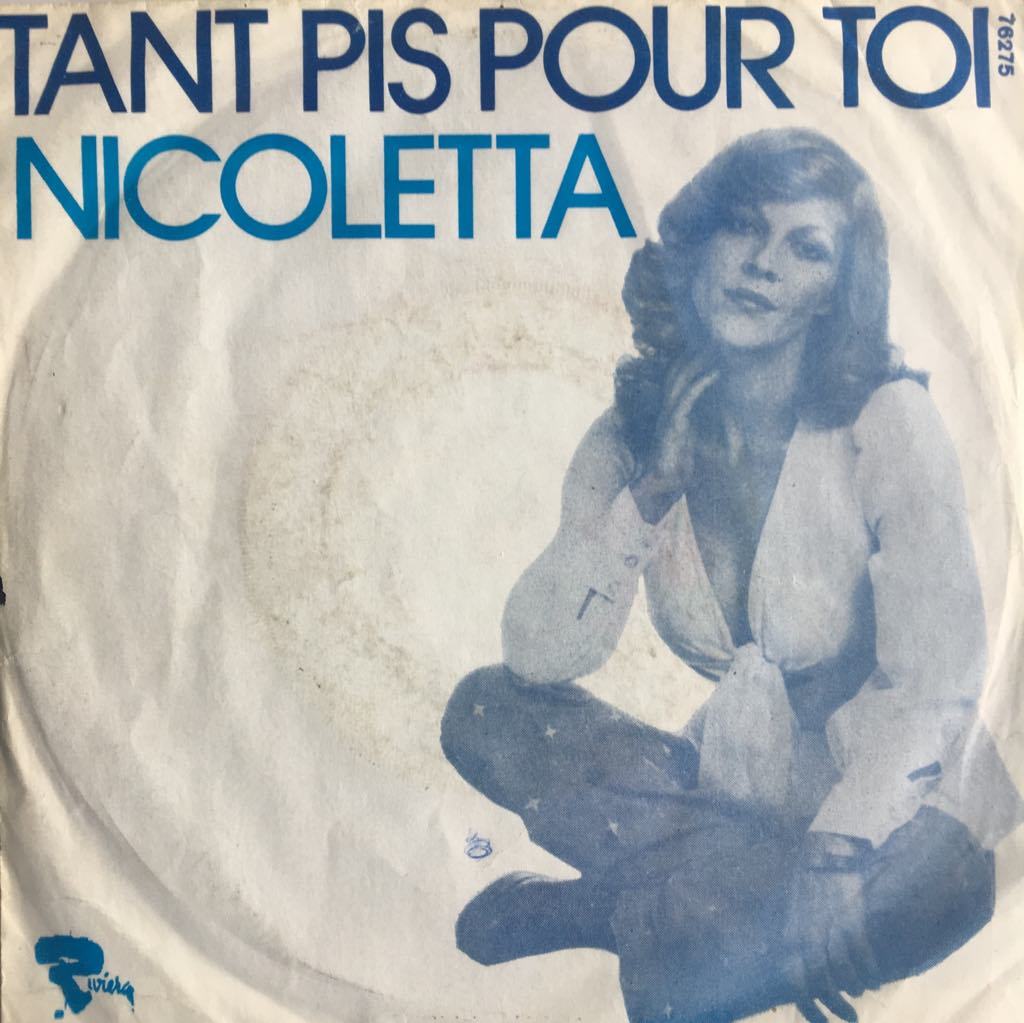 TANT PIS POUR TOI
76275
NICOLETTA
Riviera